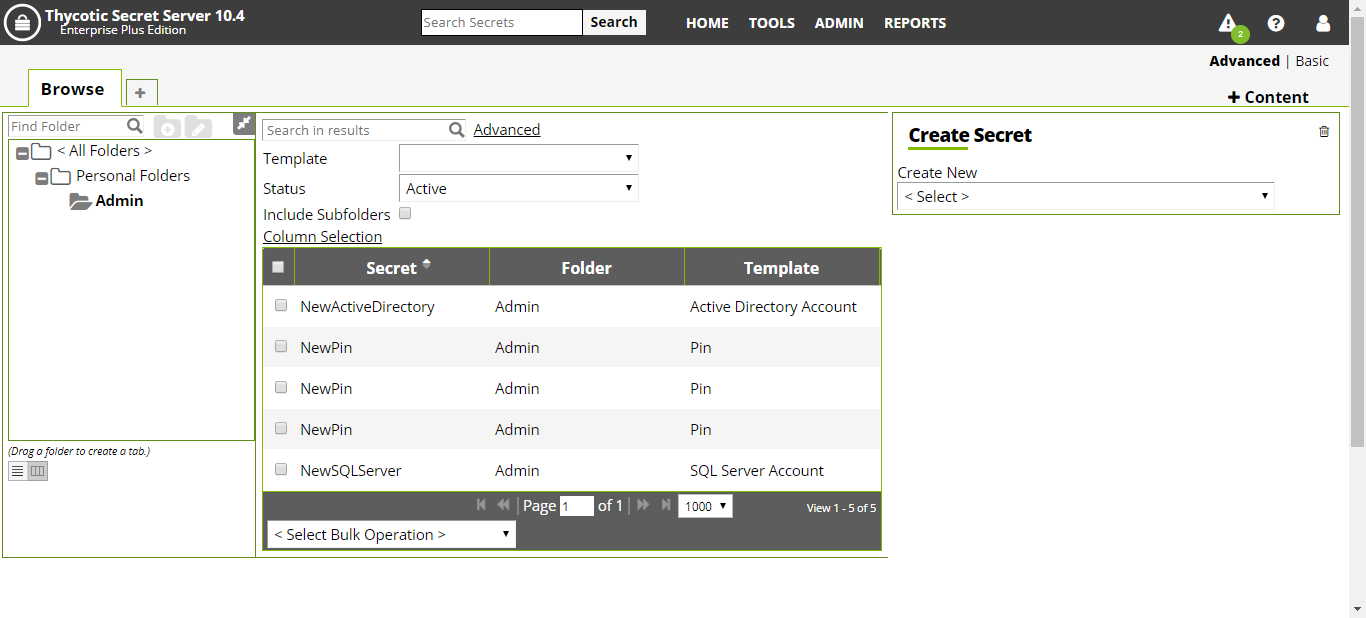 Thycotic Secret Server 10.4
Enterprise Plus Edition
Search Secrets
Search
HOME TOOLS ADMIN REPORTS
2
Advanced | Basic
Browse
+
+ Content
Find Folder
< All Folders >
Personal Folders
Admin
(Drag a folder to create a tab.)
Search in results
Advanced
Template
Status Active
Include Subfolders
Column Selection
Secret Folder Template
NewActiveDirectory Admin Active Directory Account
NewPin Admin Pin
NewPin Admin Pin
NewPin Admin Pin
NewSQLServer Admin SQL Server Account
Page 1 of 1 1000 View 1 - 5 of 5
< Select Bulk Operation >
Create Secret
Create New
< Select >